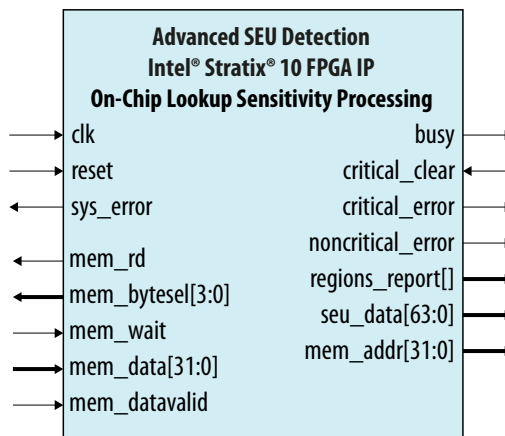 Advanced SEU Detection
Intel® Stratix® 10 FPGA IP
On-Chip Lookup Sensitivity Processing
clk
reset
sys_error
mem_rd
mem_bytesel[3:0]
mem_wait
mem_data[31:0]
mem_datavalid
busy
critical_clear
critical_error
noncritical_error
regions_report[]
seu_data[63:0]
mem_addr[31:0]